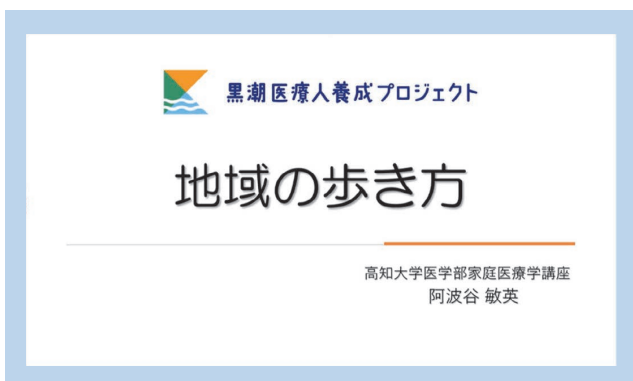 黒潮医療人養成プロジェクト
地域の歩き方
高知大学医学部家庭医療学講座
阿波谷 敏英